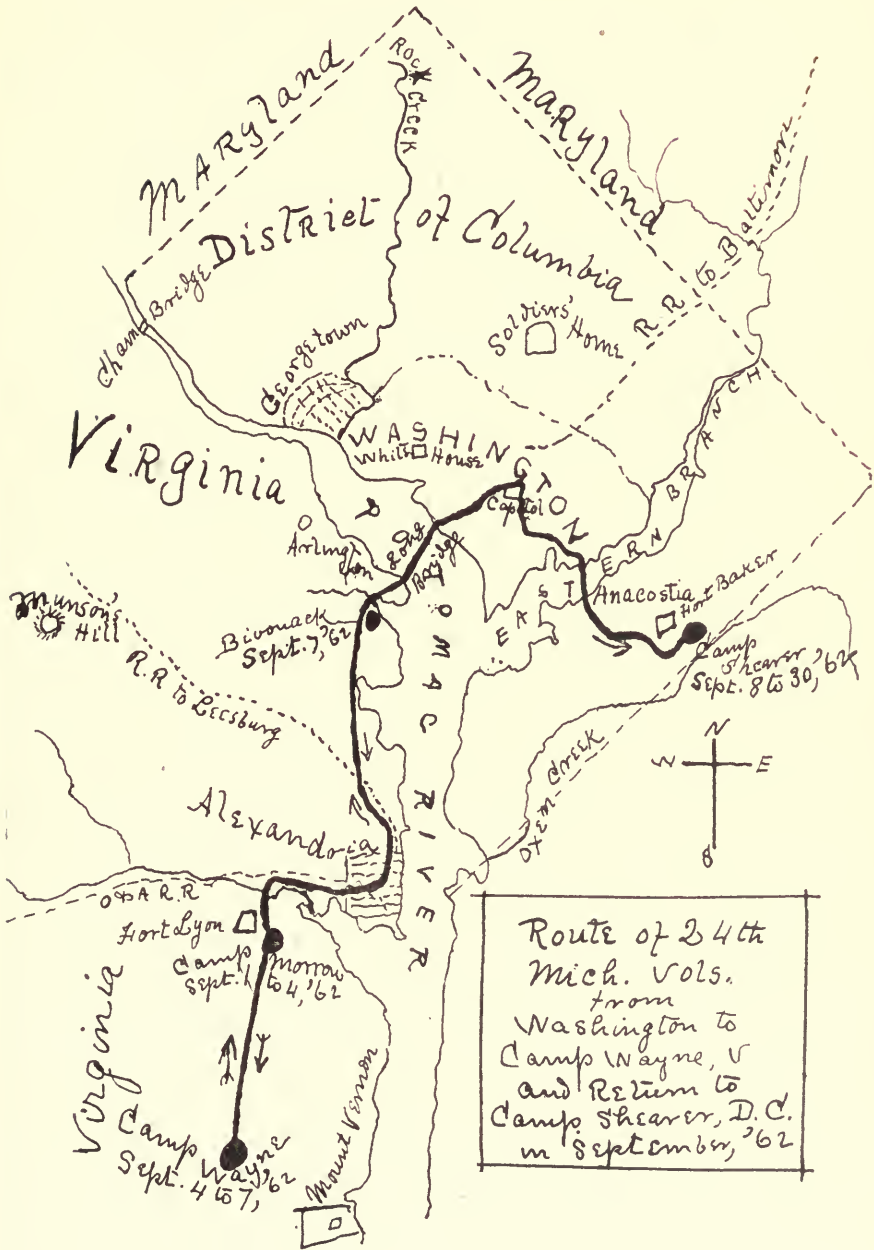 MARYLAND
MARYLAND
ROCK CREEK
District of Columbia
R.R to Baltimore
Chain Bridge
Georgetown
Soldiers' Home
WASHINGTON
White House
Capitol
EASTERN BRANCH
Virginia
Arlington
Long Bridge
Anacostia
Fort Baker
Camp Shearer
Sept. 8 to 30, '62
Munson's Hill
Bivouack
Sept. 7, '62
R.R to Leesburg
POTOMAC RIVER
Oxem Creek
N
W E
S
Alexandria
O & A R.R
Fort Lyon
Camp Morrow
Sept. 1 to 4, '62
Virginia
Camp Wayne
Sept. 4 to 7, '62
Mount Vernon
Route of 24th
Mich. Vols.
from
Washington to
Camp Wayne, V
and Return to
Camp Shearer, D.C.
in September, '62